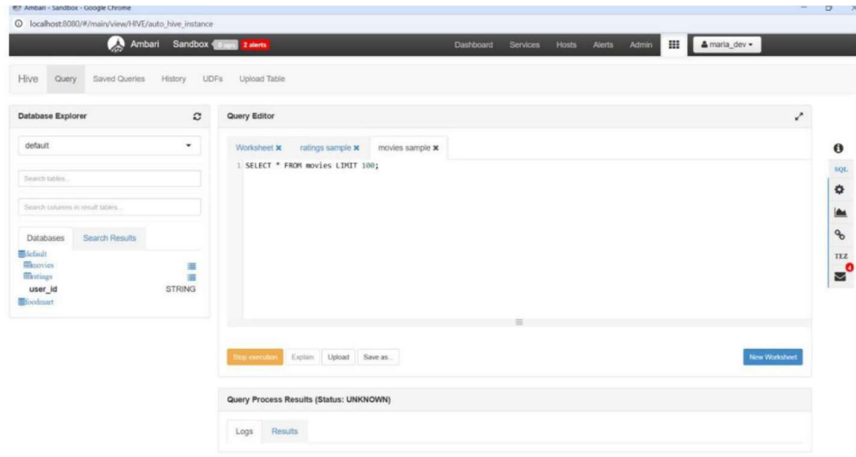 Ambari - Sandbox - Google Chrome
localhost:8080/#/main/view/HIVE/auto_hive_instance
Ambari Sandbox 2 alerts Dashboard Services Hosts Alerts Admin maria_dev
Hive Query Saved Queries History UDFs Upload Table
Database Explorer
default
Search tables...
Search columns in result tables...
Databases Search Results
default
movies
ratings
user_id STRING
foodmart
Query Editor
Worksheet ratings sample movies sample
1 SELECT * FROM movies LIMIT 100;
Stop execution Explain Upload Save as... New Worksheet
Query Process Results (Status: UNKNOWN)
Logs Results
SQL
TEZ
4